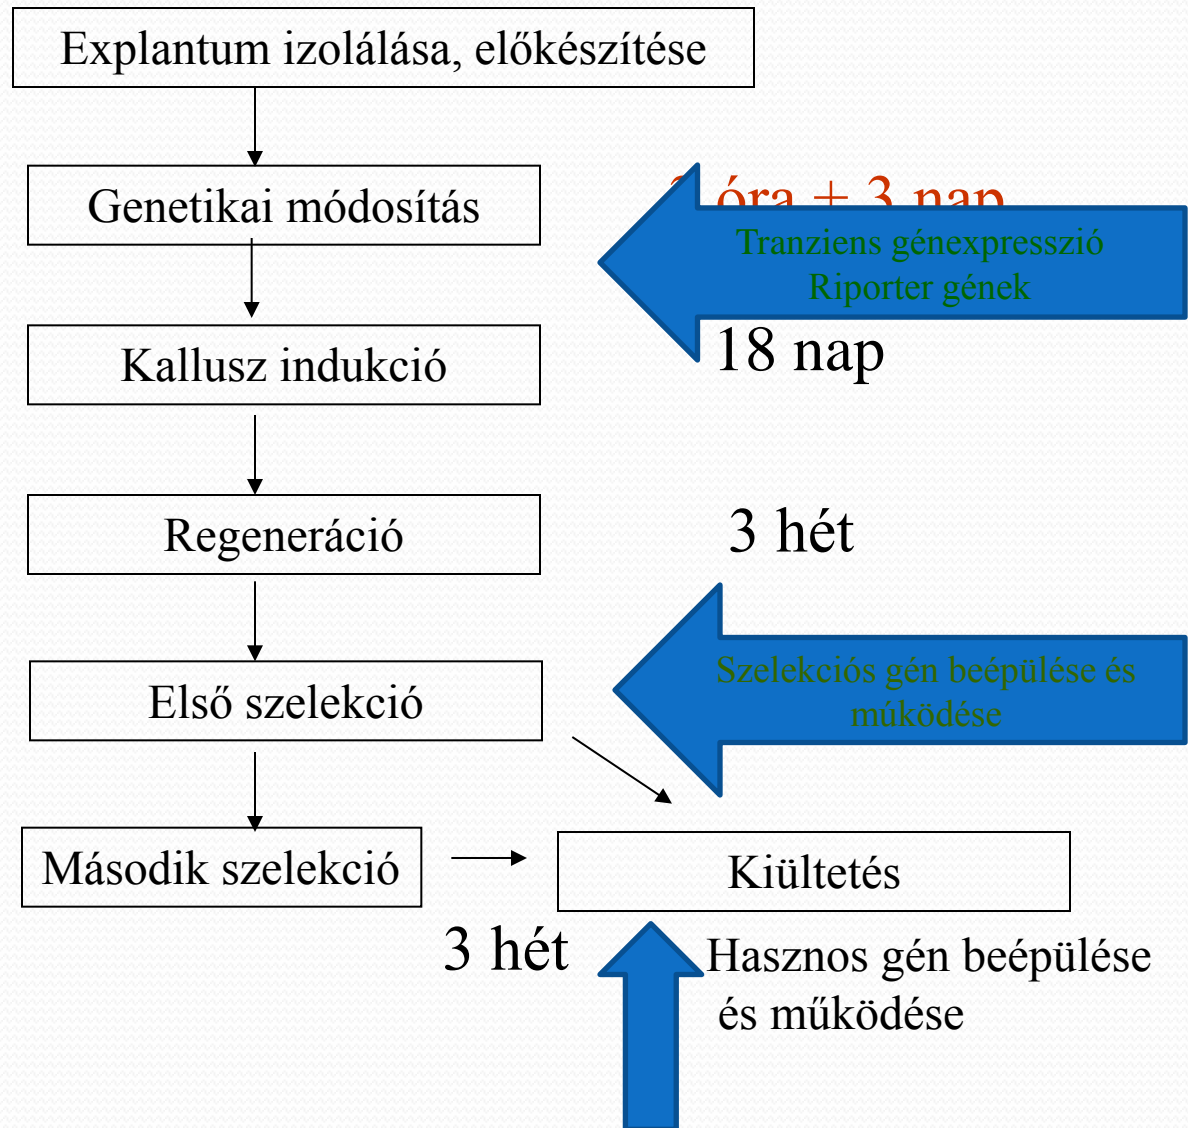 Explantum izolálása, előkészítése
Genetikai módosítás
óra + 3 nap
Tranziens génexpresszió
Riporter gének
Kallusz indukció
18 nap
Regeneráció
3 hét
Első szelekció
Szelekciós gén beépülése és
múködése
Második szelekció
Kiültetés
3 hét
Hasznos gén beépülése
és működése